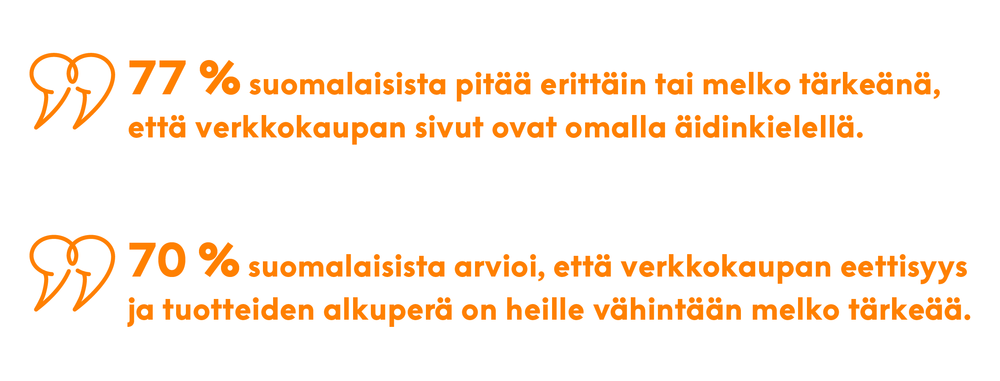 77 % suomalaisista pitää erittäin tai melko tärkeänä,
että verkkokaupan sivut ovat omalla äidinkielellä.
70 % suomalaisista arvioi, että verkkokaupan eettisyys
ja tuotteiden alkuperä on heille vähintään melko tärkeää.